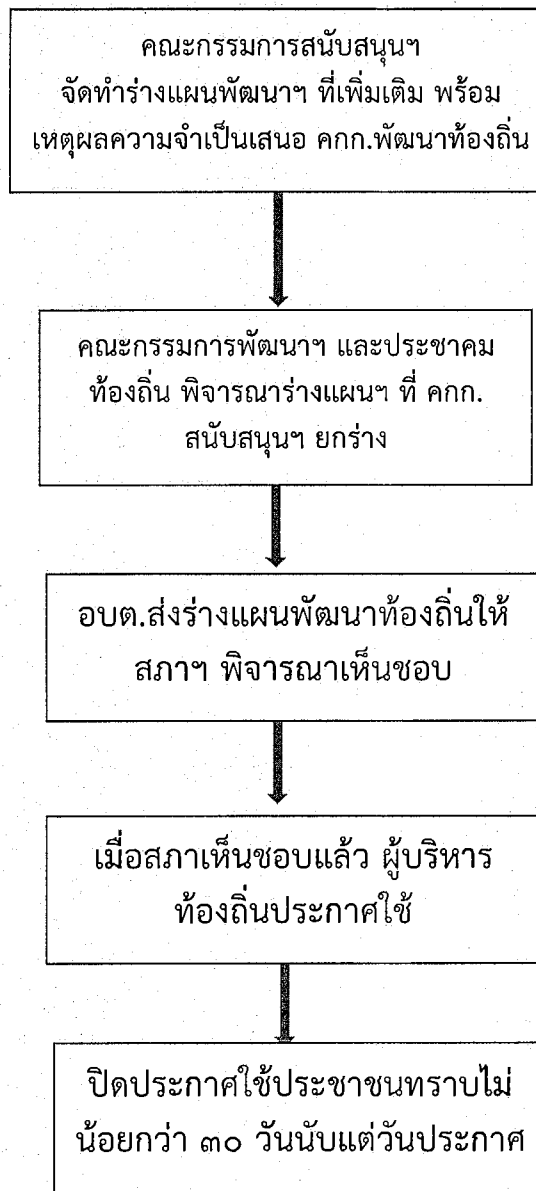 คณะกรรมการสนับสนุนฯ
จัดทำร่างแผนพัฒนาฯ ที่เพิ่มเติม พร้อม
เหตุผลความจำเป็นเสนอ คกก.พัฒนาท้องถิ่น
คณะกรรมการพัฒนาฯ และประชาคม
ท้องถิ่น พิจารณาร่างแผนฯ ที่ คกก.
สนับสนุนฯ ยกร่าง
อบต.ส่งร่างแผนพัฒนาท้องถิ่นให้
สภาฯ พิจารณาเห็นชอบ
เมื่อสภาเห็นชอบแล้ว ผู้บริหาร
ท้องถิ่นประกาศใช้
ปิดประกาศใช้ประชาชนทราบไม่
น้อยกว่า ๓๐ วันนับแต่วันประกาศ